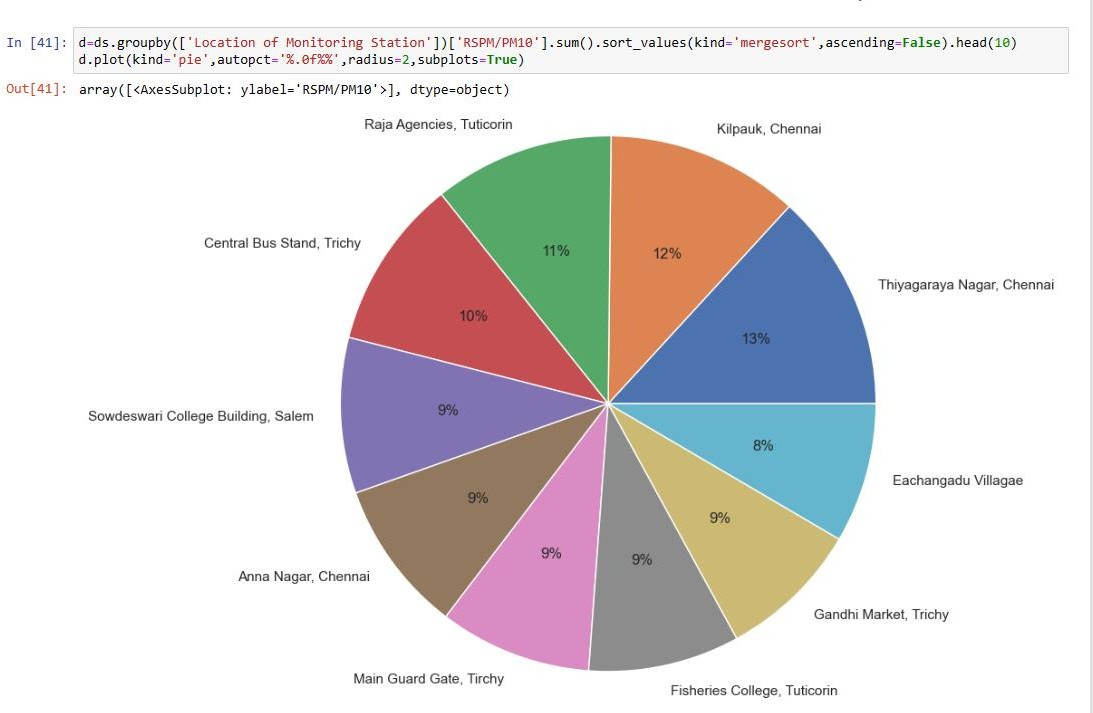 In [41]: d=ds.groupby(['Location of Monitoring Station'])['RSPM/PM10'].sum().sort_values(kind='mergesort',ascending=False).head(10)
d.plot(kind='pie',autopct='%.0f%%',radius=2,subplots=True)
Out[41]: array([<AxesSubplot: ylabel='RSPM/PM10'>], dtype=object)
Raja Agencies, Tuticorin
Kilpauk, Chennai
Central Bus Stand, Trichy
11%
12%
Thiyagaraya Nagar, Chennai
10%
13%
Sowdeswari College Building, Salem
9%
8%
Eachangadu Villagae
9%
9%
9%
9%
Anna Nagar, Chennai
Gandhi Market, Trichy
Main Guard Gate, Tirchy
Fisheries College, Tuticorin